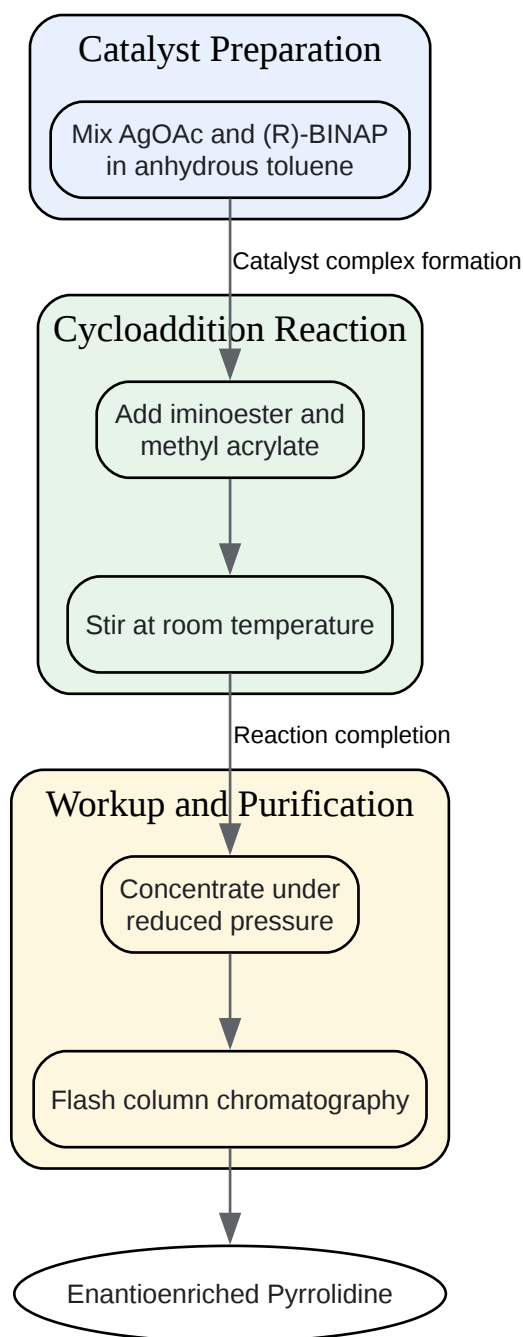 Catalyst Preparation
Mix AgOAc and (R)-BINAP
in anhydrous toluene
Catalyst complex formation
Cycloaddition Reaction
Add iminoester and
methyl acrylate
Stir at room temperature
Reaction completion
Workup and Purification
Concentrate under
reduced pressure
Flash column chromatography
Enantioenriched Pyrrolidine